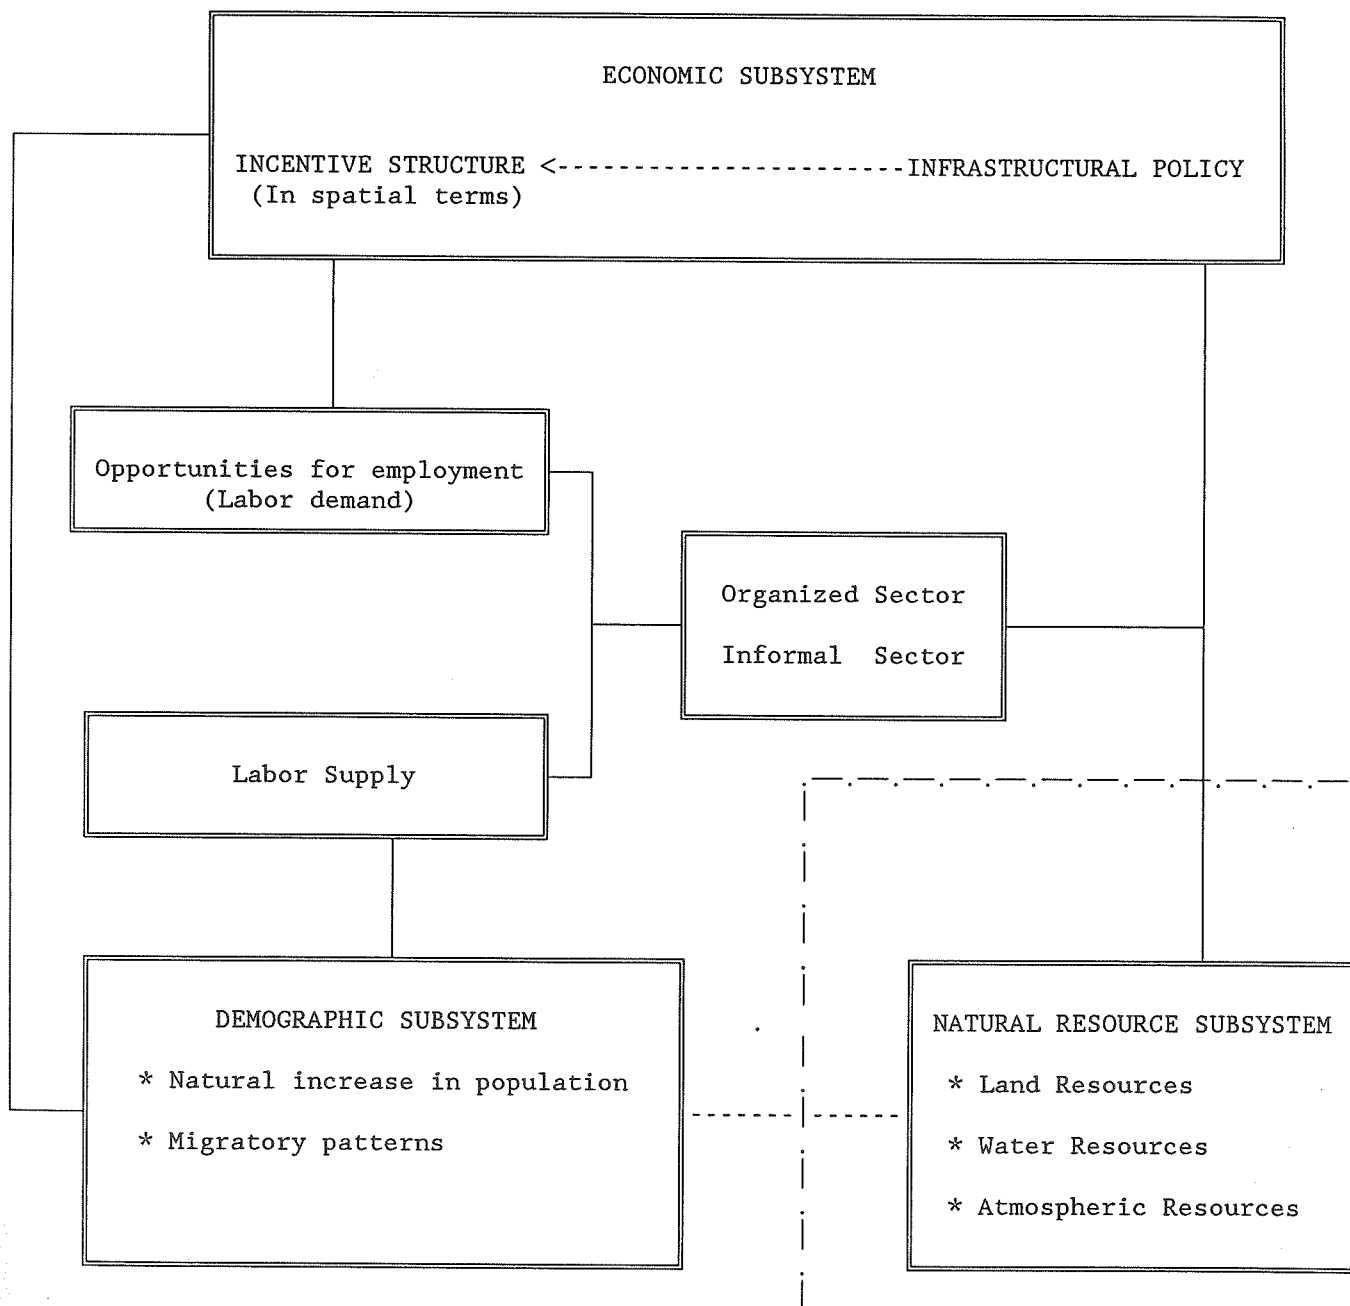 ECONOMIC SUBSYSTEM
INCENTIVE STRUCTURE <-----------------------INFRASTRUCTURAL POLICY
(In spatial terms)
Opportunities for employment
(Labor demand)
Organized Sector
Informal Sector
Labor Supply
DEMOGRAPHIC SUBSYSTEM
* Natural increase in population
* Migratory patterns
NATURAL RESOURCE SUBSYSTEM
* Land Resources
* Water Resources
* Atmospheric Resources